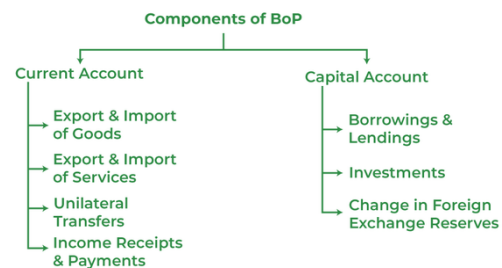 Components of BoP
Current Account
Export & Import
of Goods
Export & Import
of Services
Unilateral
Transfers
Income Receipts
& Payments
Capital Account
Borrowings &
Lendings
Investments
Change in Foreign
Exchange Reserves